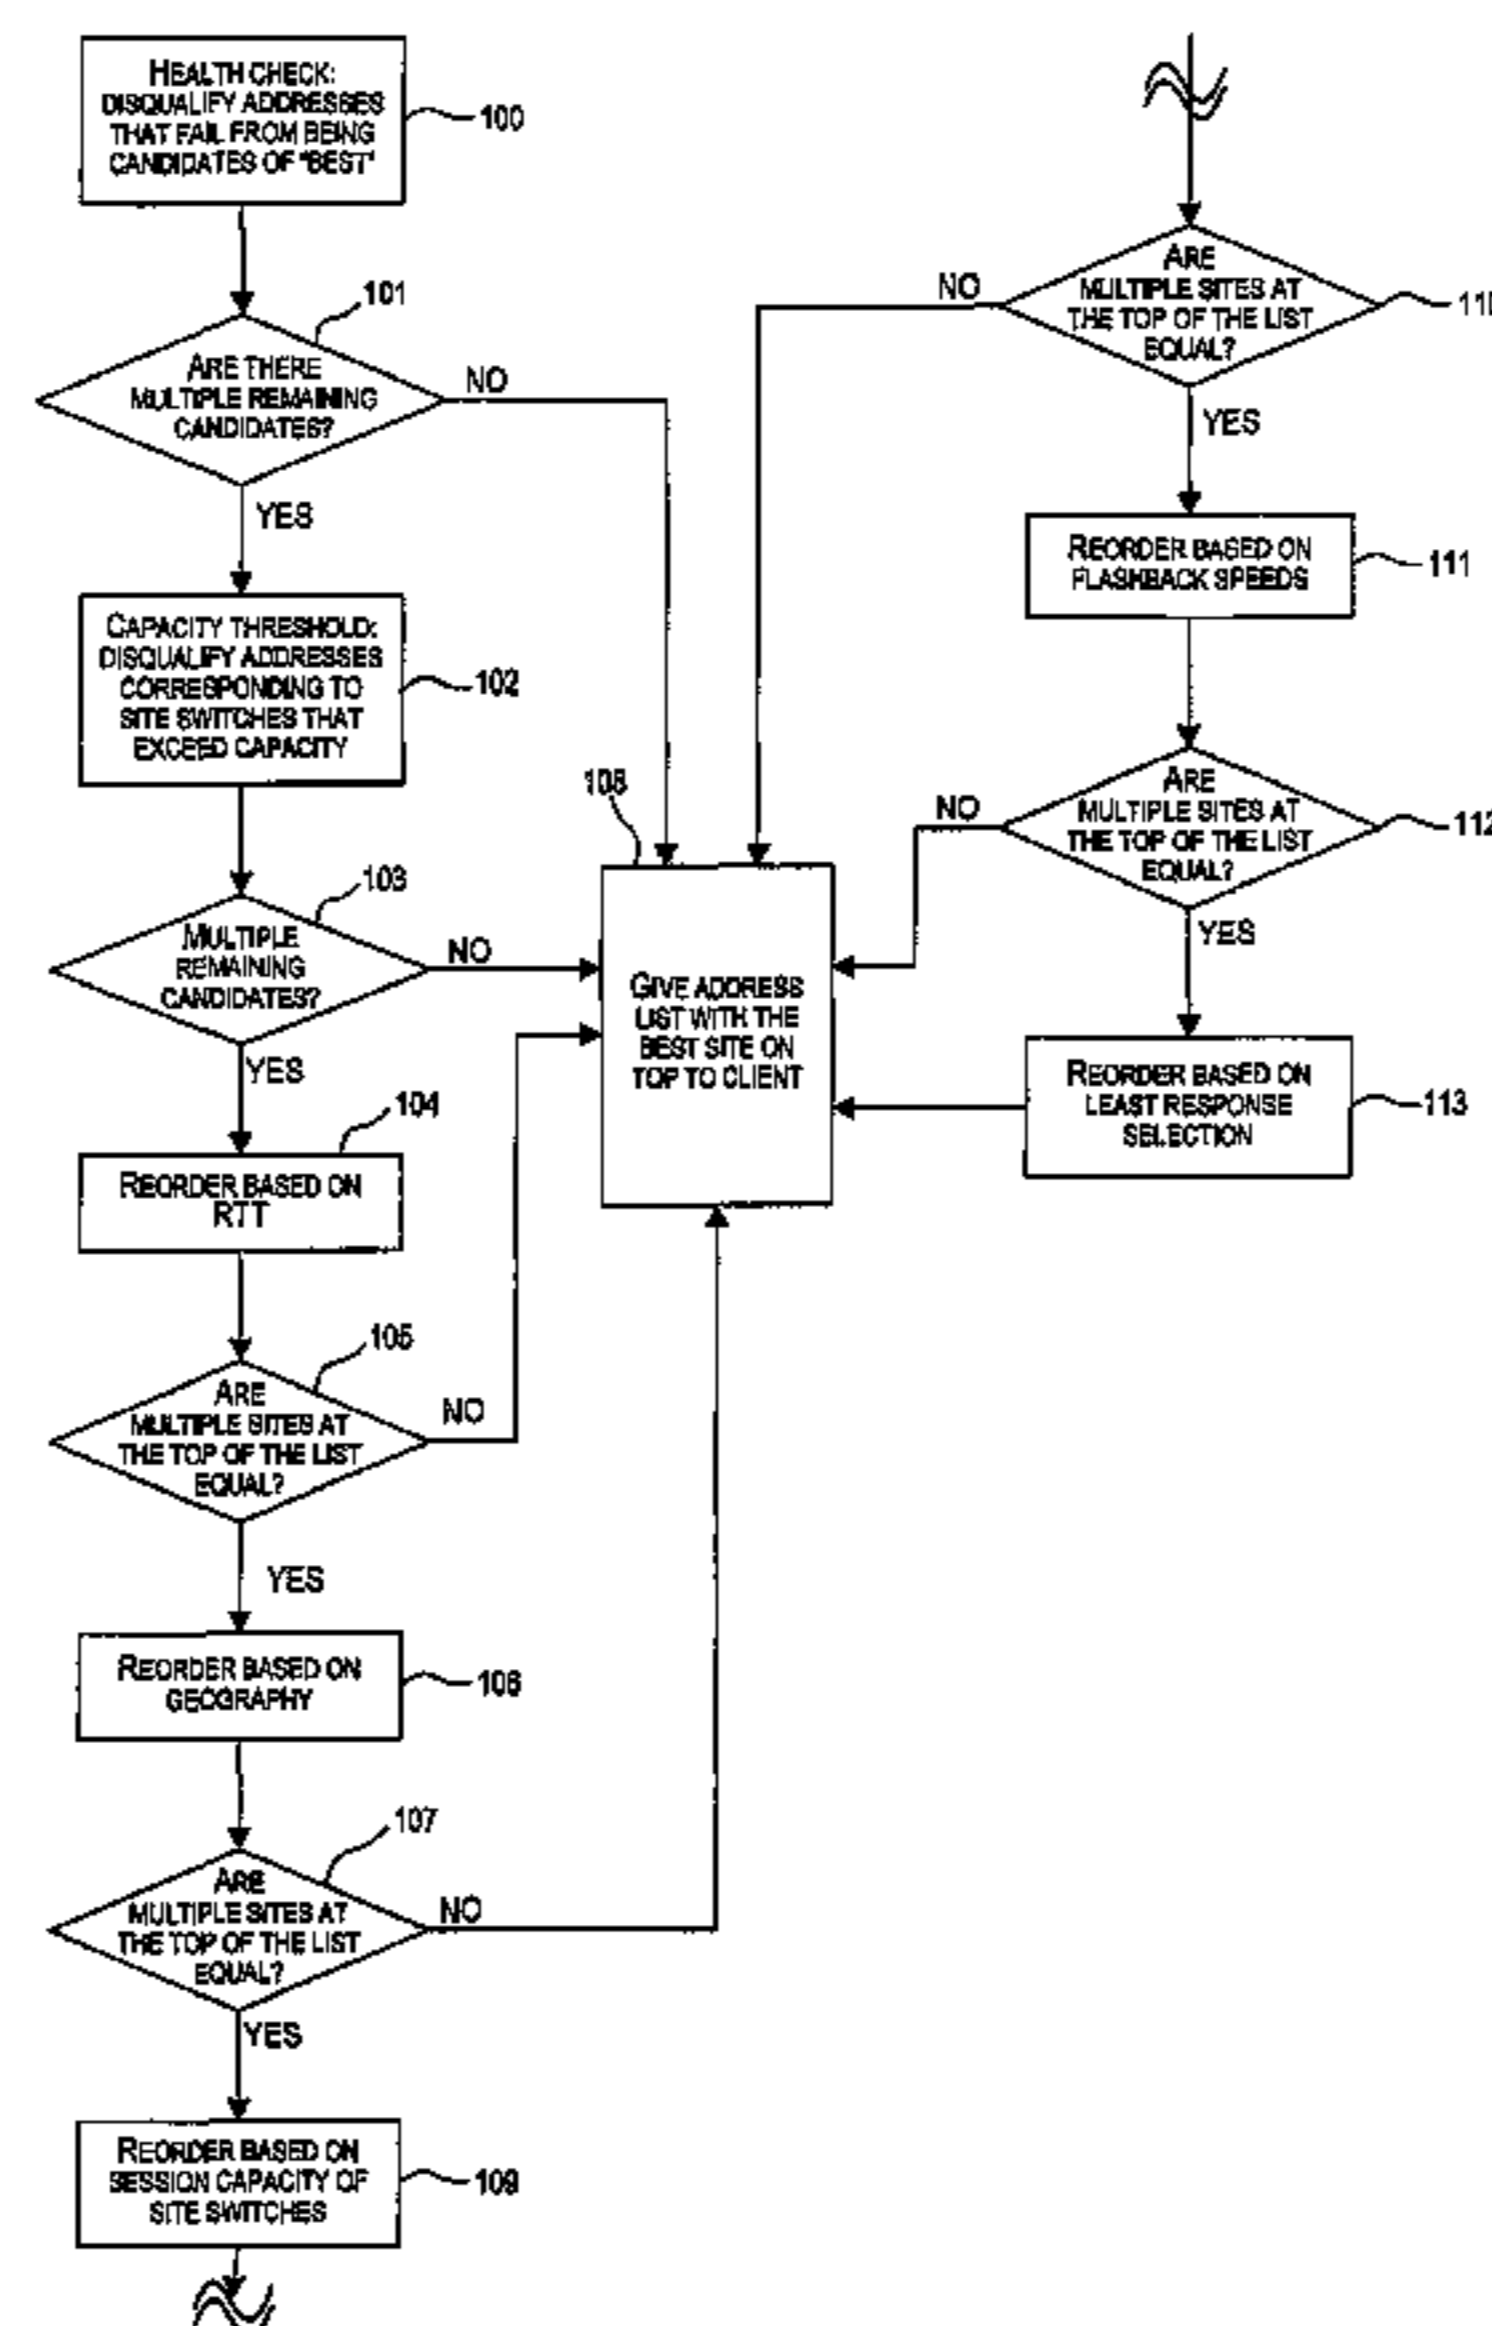 HEALTH CHECK:
DISQUALIFY ADDRESSES
THAT FAIL FROM BEING
CANDIDATES OF "BEST"
100
101
ARE THERE
MULTIPLE REMAINING
CANDIDATES?
NO
YES
CAPACITY THRESHOLD:
DISQUALIFY ADDRESSES
CORRESPONDING TO
SITE SWITCHES THAT
EXCEED CAPACITY
102
103
MULTIPLE
REMAINING
CANDIDATES?
NO
YES
104
REORDER BASED ON
RTT
105
ARE
MULTIPLE SITES AT
THE TOP OF THE LIST
EQUAL?
NO
YES
REORDER BASED ON
GEOGRAPHY
106
107
ARE
MULTIPLE SITES AT
THE TOP OF THE LIST
EQUAL?
NO
YES
REORDER BASED ON
SESSION CAPACITY OF
SITE SWITCHES
109
108
GIVE ADDRESS
LIST WITH THE
BEST SITE ON
TOP TO CLIENT
ARE
MULTIPLE SITES AT
THE TOP OF THE LIST
EQUAL?
NO
YES
REORDER BASED ON
FLASHBACK SPEEDS
111
ARE
MULTIPLE SITES AT
THE TOP OF THE LIST
EQUAL?
112
NO
YES
REORDER BASED ON
LEAST RESPONSE
SELECTION
113